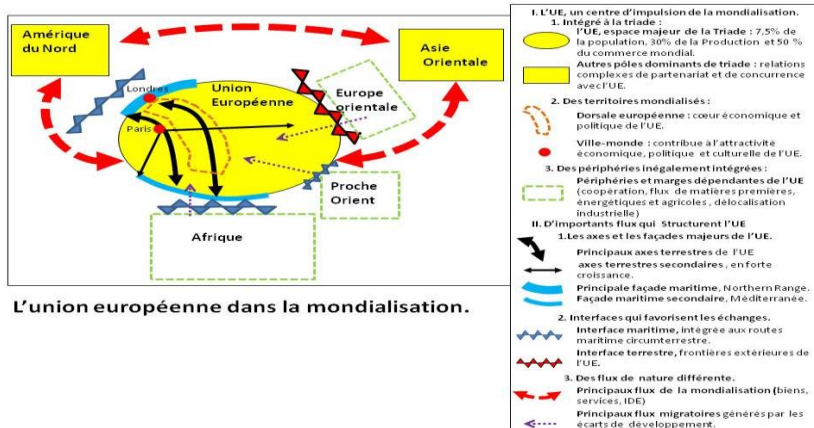 Amérique
du Nord
Asie
Orientale
Londres
Union
Européenne
Europe
orientale
Paris
Proche
Orient
Afrique
L'union européenne dans la mondialisation.
I. L'UE, un centre d'impulsion de la mondialisation.
1. Intégré à la triade :
l'UE, espace majeur de la Triade : 7,5% de
la population, 30% de la Production et 50 %
du commerce mondial.
Autres pôles dominants de triade : relations
complexes de partenariat et de concurrence
avec l'UE.
2. Des territoires mondialisés :
Dorsale européenne : cœur économique et
politique de l'UE.
Ville-monde : contribue à l'attractivité
économique, politique et culturelle de l'UE.
3. Des périphéries inégalement intégrées :
Périphéries et marges dépendantes de l'UE
(coopération, flux de matières premières,
énergétiques et agricoles , délocalisation
industrielle)
II. D'importants flux qui Structurent l'UE
1.Les axes et les façades majeurs de l'UE.
Principaux axes terrestres de l'UE
axes terrestres secondaires , en forte
croissance.
Principale façade maritime, Northern Range.
Façade maritime secondaire, Méditerranée.
2. Interfaces qui favorisent les échanges.
Interface maritime, intégrée aux routes
maritime circumterrestre.
Interface terrestre, frontières extérieures de
l'UE.
3. Des flux de nature différente.
Principaux flux de la mondialisation (biens,
services, IDE)
Principaux flux migratoires générés par les
écarts de développement.